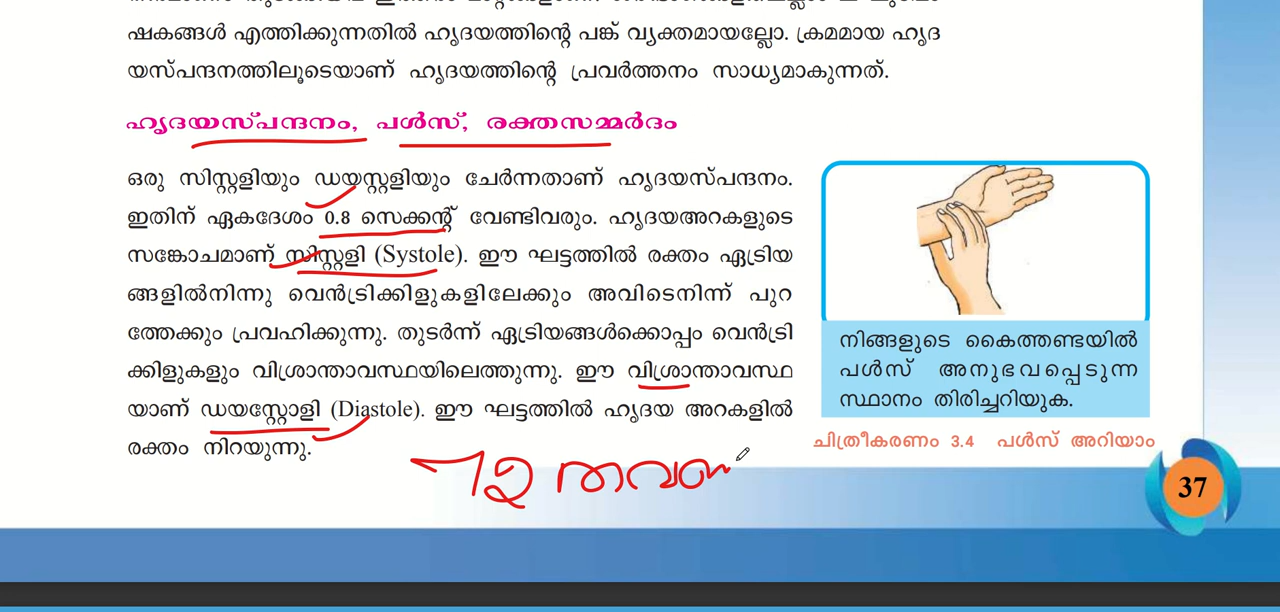 ഷകങ്ങൾ എത്തിക്കുന്നതിൽ ഹൃദയത്തിന്റെ പങ്ക് വ്യക്തമായല്ലോ. ക്രമമായ ഹൃദ
യസ്പന്ദനത്തിലൂടെയാണ് ഹൃദയത്തിന്റെ പ്രവർത്തനം സാധ്യമാകുന്നത്.
ഹൃദയസ്പന്ദനം, പൾസ്, രക്തസമ്മർദം
ഒരു സിസ്റ്റളിയും ഡയസ്റ്റളിയും ചേർന്നതാണ് ഹൃദയസ്പന്ദനം.
ഇതിന് ഏകദേശം 0.8 സെക്കന്റ് വേണ്ടിവരും. ഹൃദയഅറകളുടെ
സങ്കോചമാണ് സിസ്റ്റളി (Systole). ഈ ഘട്ടത്തിൽ രക്തം ഏട്രിയ
ങ്ങളിൽനിന്നു വെൻട്രിക്കിളുകളിലേക്കും അവിടെനിന്ന് പുറ
ത്തേക്കും പ്രവഹിക്കുന്നു. തുടർന്ന് ഏട്രിയങ്ങൾക്കൊപ്പം വെൻട്രി
ക്കിളുകളും വിശ്രാന്താവസ്ഥയിലെത്തുന്നു. ഈ വിശ്രാന്താവസ്ഥ
യാണ് ഡയസ്റ്റോളി (Diastole). ഈ ഘട്ടത്തിൽ ഹൃദയ അറകളിൽ
രക്തം നിറയുന്നു.
നിങ്ങളുടെ കൈത്തണ്ടയിൽ
പൾസ് അനുഭവപ്പെടുന്ന
സ്ഥാനം തിരിച്ചറിയുക.
ചിത്രീകരണം 3.4 പൾസ് അറിയാം
72 തവണ
37